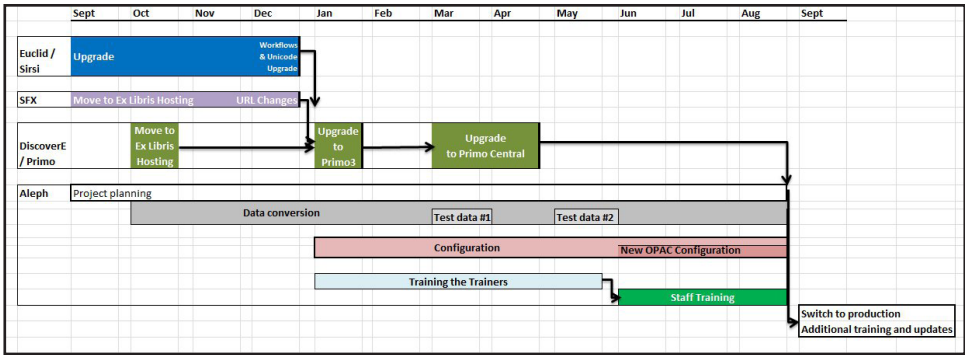 Sept Oct Nov Dec Jan Feb Mar Apr May Jun Jul Aug Sept
Euclid /
Sirsi
Upgrade
Workflows
& Unicode
Upgrade
SFX
Move to Ex Libris Hosting
URL Changes
DiscoverE
/ Primo
Move to
Ex Libris
Hosting
Upgrade
to
Primo3
Upgrade
to Primo Central
Aleph
Project planning
Data conversion
Test data #1
Test data #2
Configuration
New OPAC Configuration
Training the Trainers
Staff Training
Switch to production
Additional training and updates